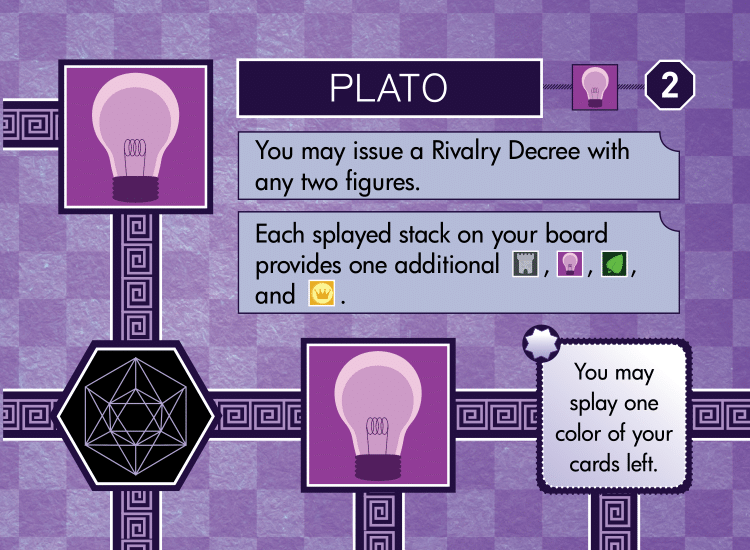 PLATO
2
You may issue a Rivalry Decree with
any two figures.
Each splayed stack on your board
provides one additional , , ,
and .
You may
splay one
color of your
cards left.